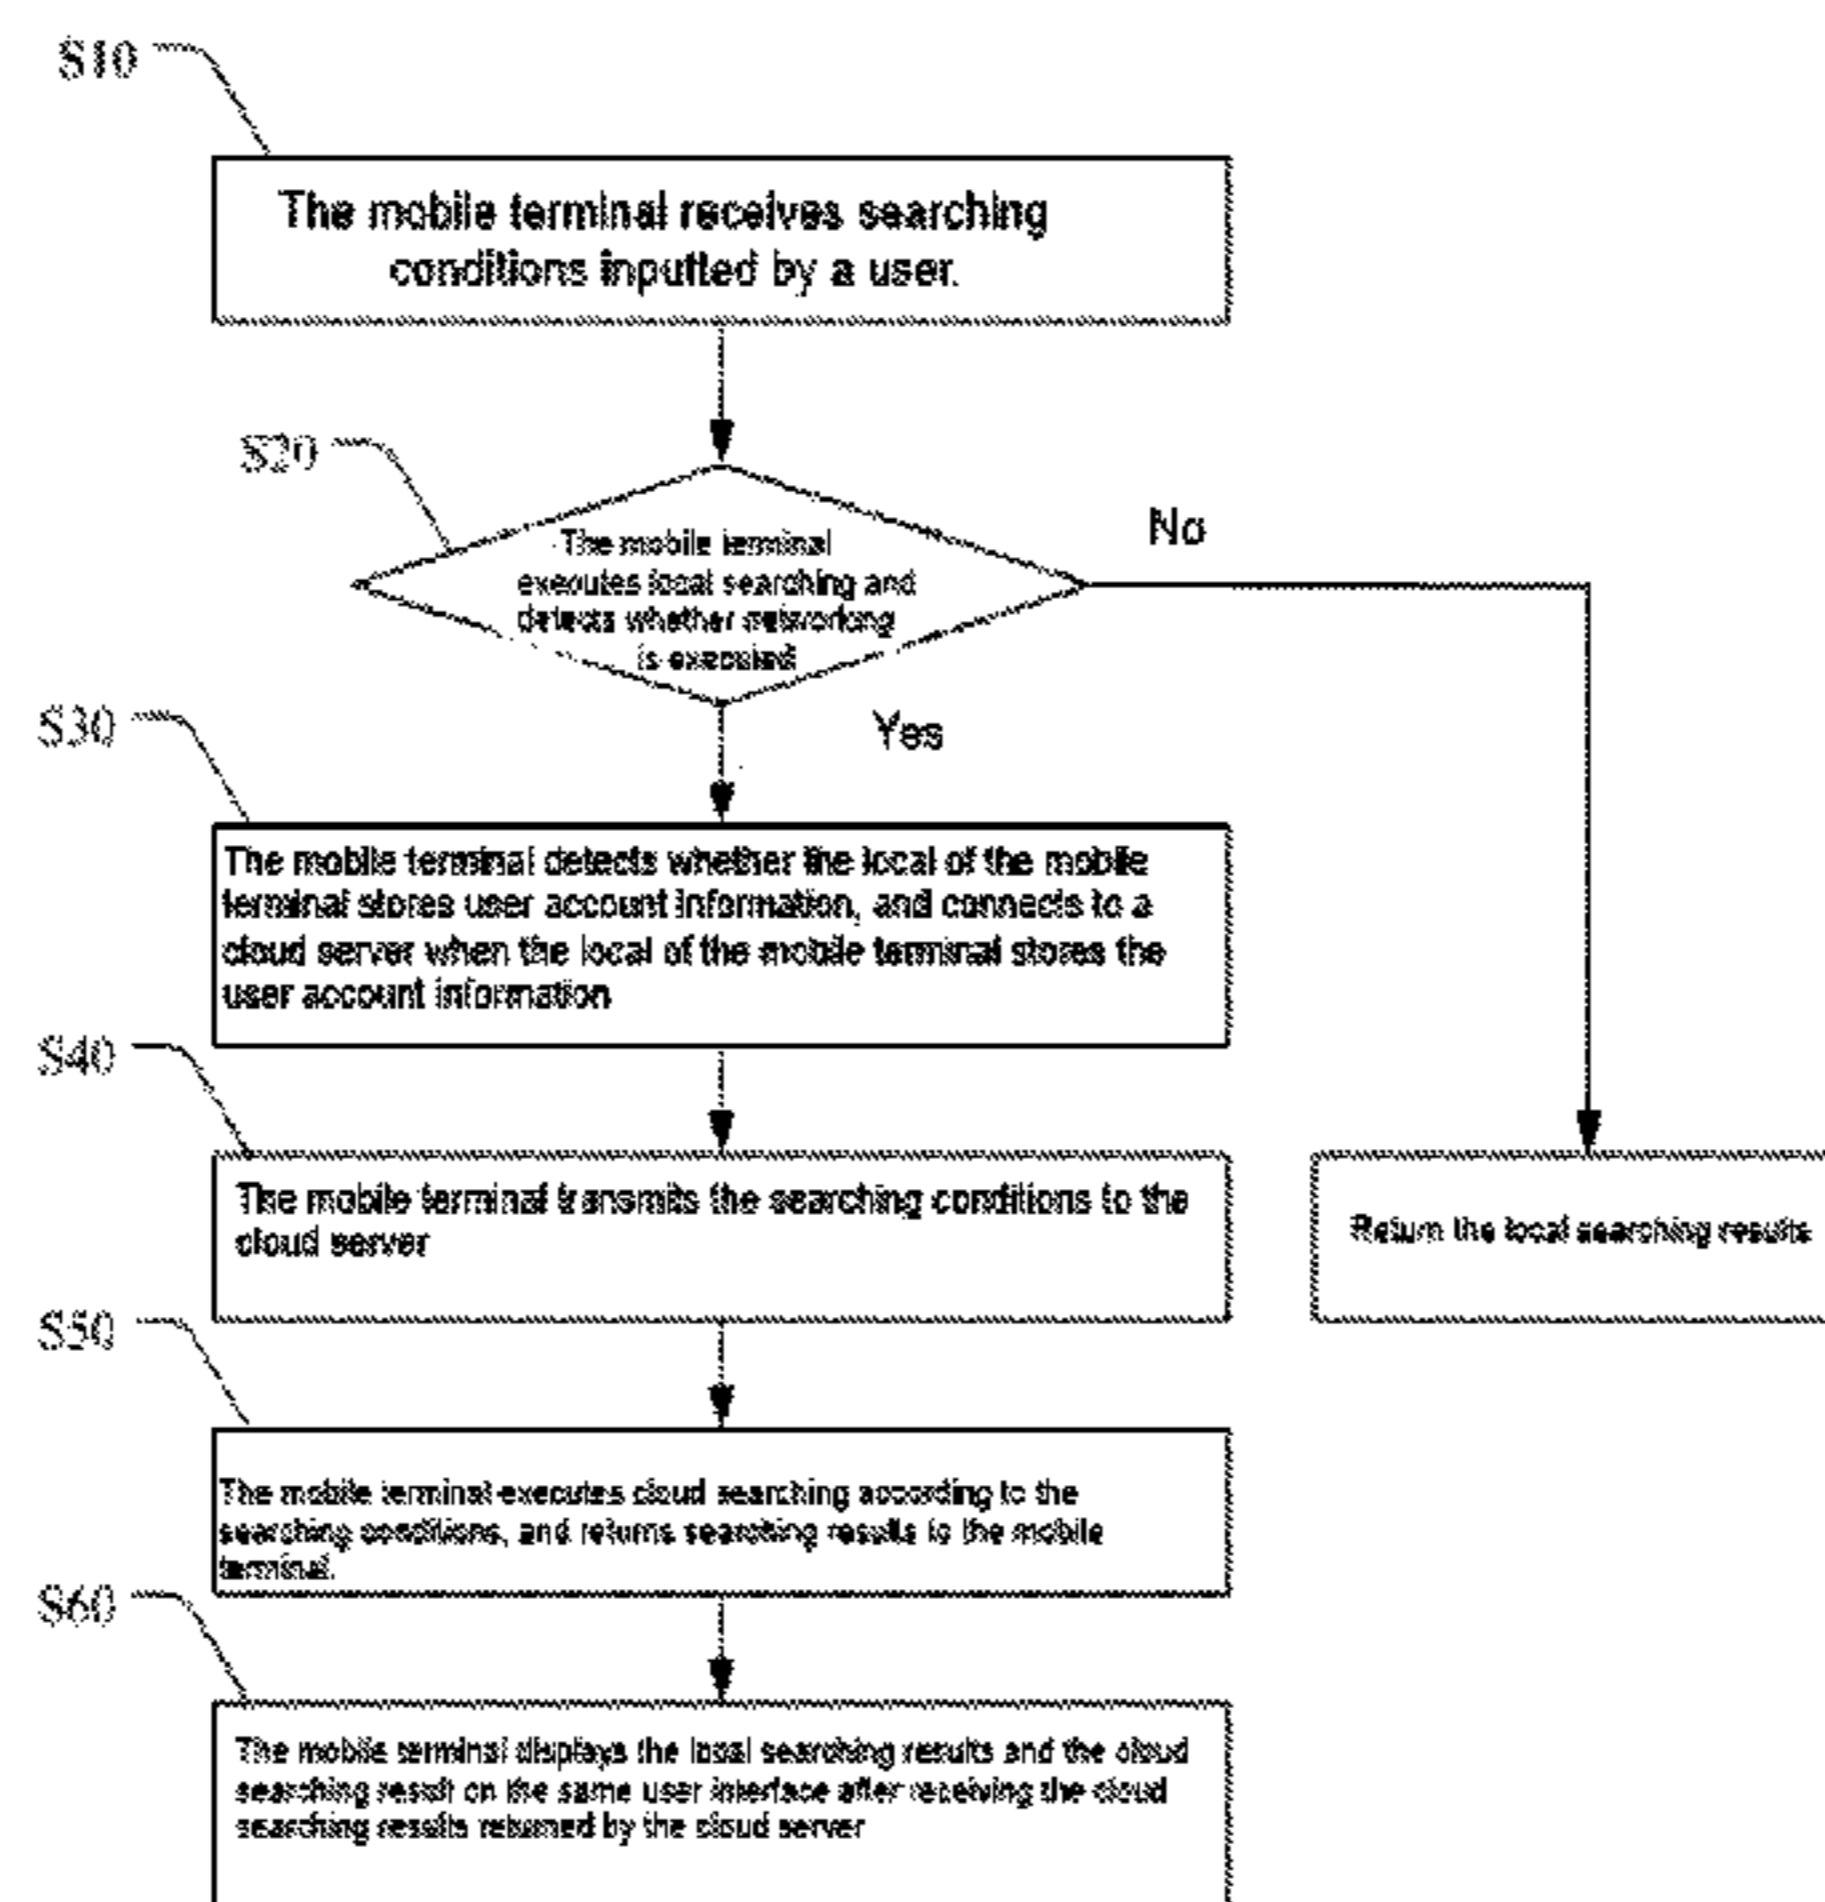 S10
The mobile terminal receives searching
conditions inputted by a user.
S20
The mobile terminal
executes local searching and
detects whether networking
is executed
No
Yes
S30
The mobile terminal detects whether the local of the mobile
terminal stores user account information, and connects to a
cloud server when the local of the mobile terminal stores the
user account information
S40
The mobile terminal transmits the searching conditions to the
cloud server
Return the local searching results
S50
The mobile terminal executes cloud searching according to the
searching conditions, and returns searching results to the mobile
terminal.
S60
The mobile terminal displays the local searching results and the cloud
searching result on the same user interface after receiving the cloud
searching results returned by the cloud server